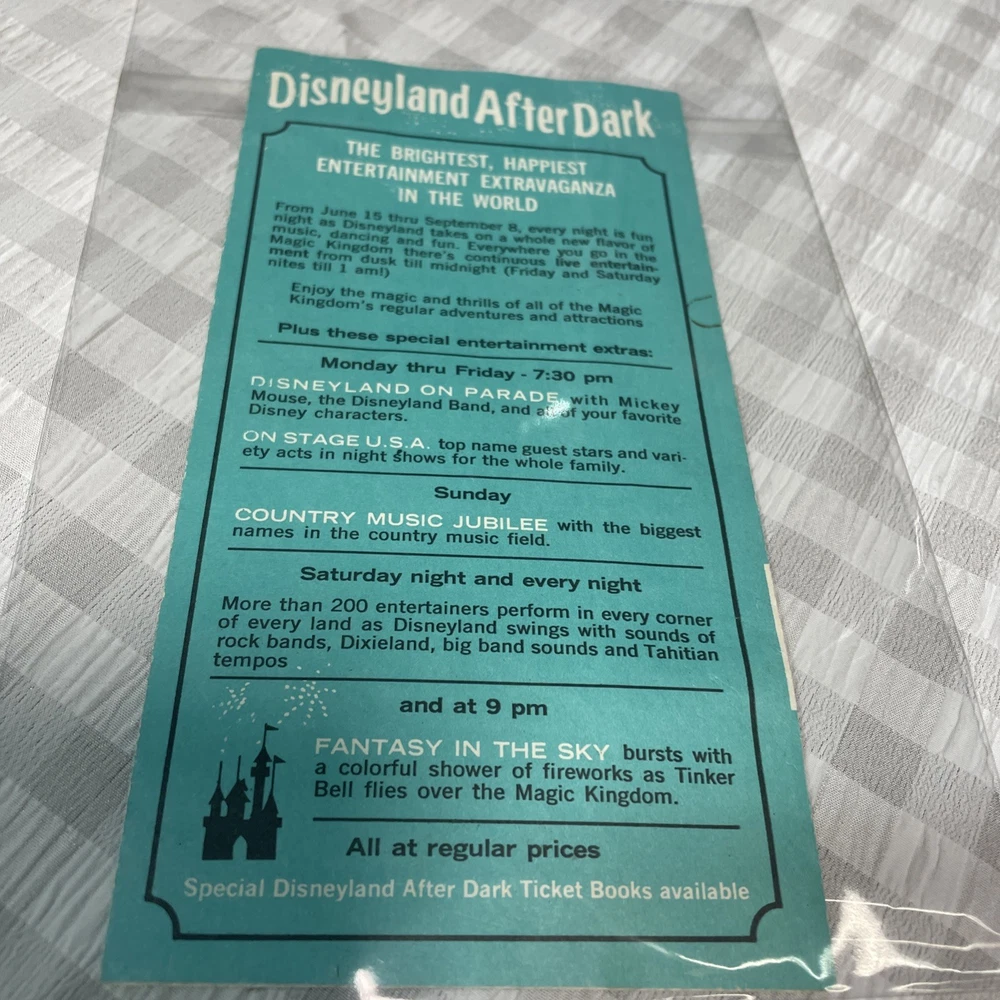 Disneyland After Dark
THE BRIGHTEST, HAPPIEST
ENTERTAINMENT EXTRAVAGANZA
IN THE WORLD
From June 15 thru September 8, every night is fun
night as Disneyland takes on a whole new flavor of
music, dancing and fun. Everywhere you go in the
Magic Kingdom there's continuous live entertain-
ment from dusk till midnight (Friday and Saturday
nites till 1 am!)
Enjoy the magic and thrills of all of the Magic
Kingdom's regular adventures and attractions
Plus these special entertainment extras:
Monday thru Friday - 7:30 pm
DISNEYLAND ON PARADE with Mickey
Mouse, the Disneyland Band, and of your favorite
Disney characters.
ON STAGE U.S.A. top name guest stars and vari-
ety acts in night shows for the whole family.
Sunday
COUNTRY MUSIC JUBILEE with the biggest
names in the country music field.
Saturday night and every night
More than 200 entertainers perform in every corner
of every land as Disneyland swings with sounds of
rock bands, Dixieland, big band sounds and Tahitian
tempos
and at 9 pm
FANTASY IN THE SKY bursts with
a colorful shower of fireworks as Tinker
Bell flies over the Magic Kingdom.
All at regular prices
Special Disneyland After Dark Ticket Books available